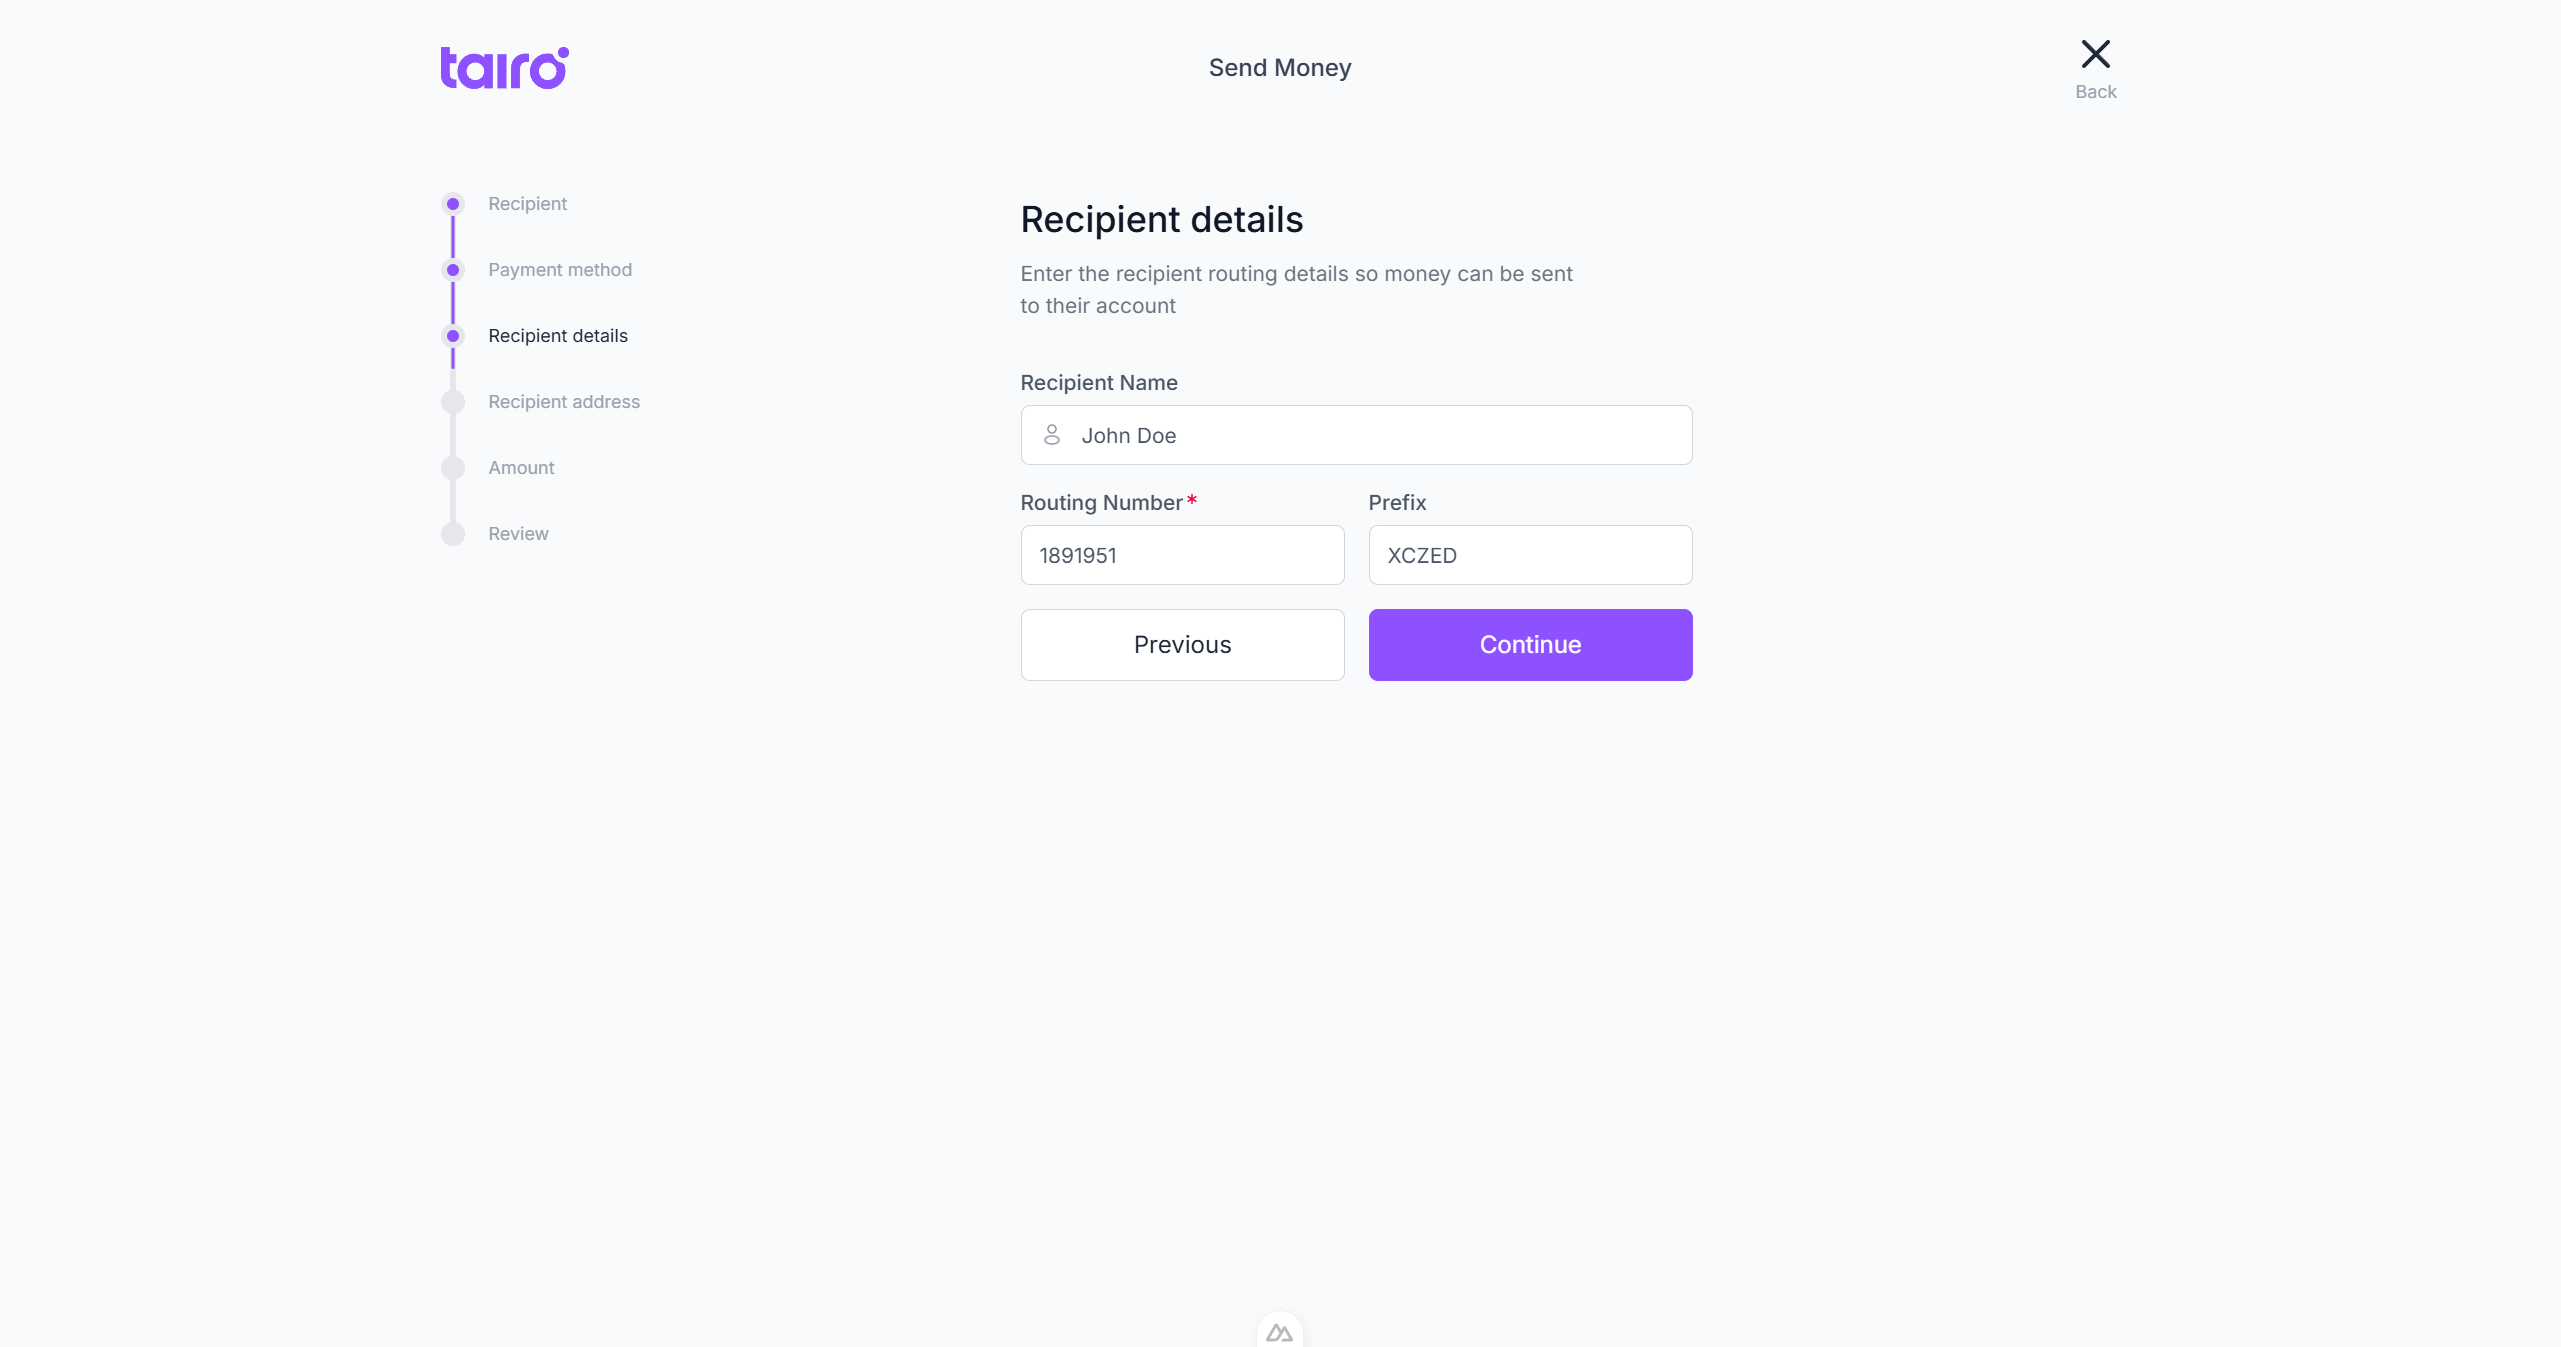 tairo
Send Money
Back
Recipient
Payment method
Recipient details
Recipient address
Amount
Review
Recipient details
Enter the recipient routing details so money can be sent
to their account
Recipient Name
John Doe
Routing Number*
Prefix
1891951
XCZED
Previous
Continue